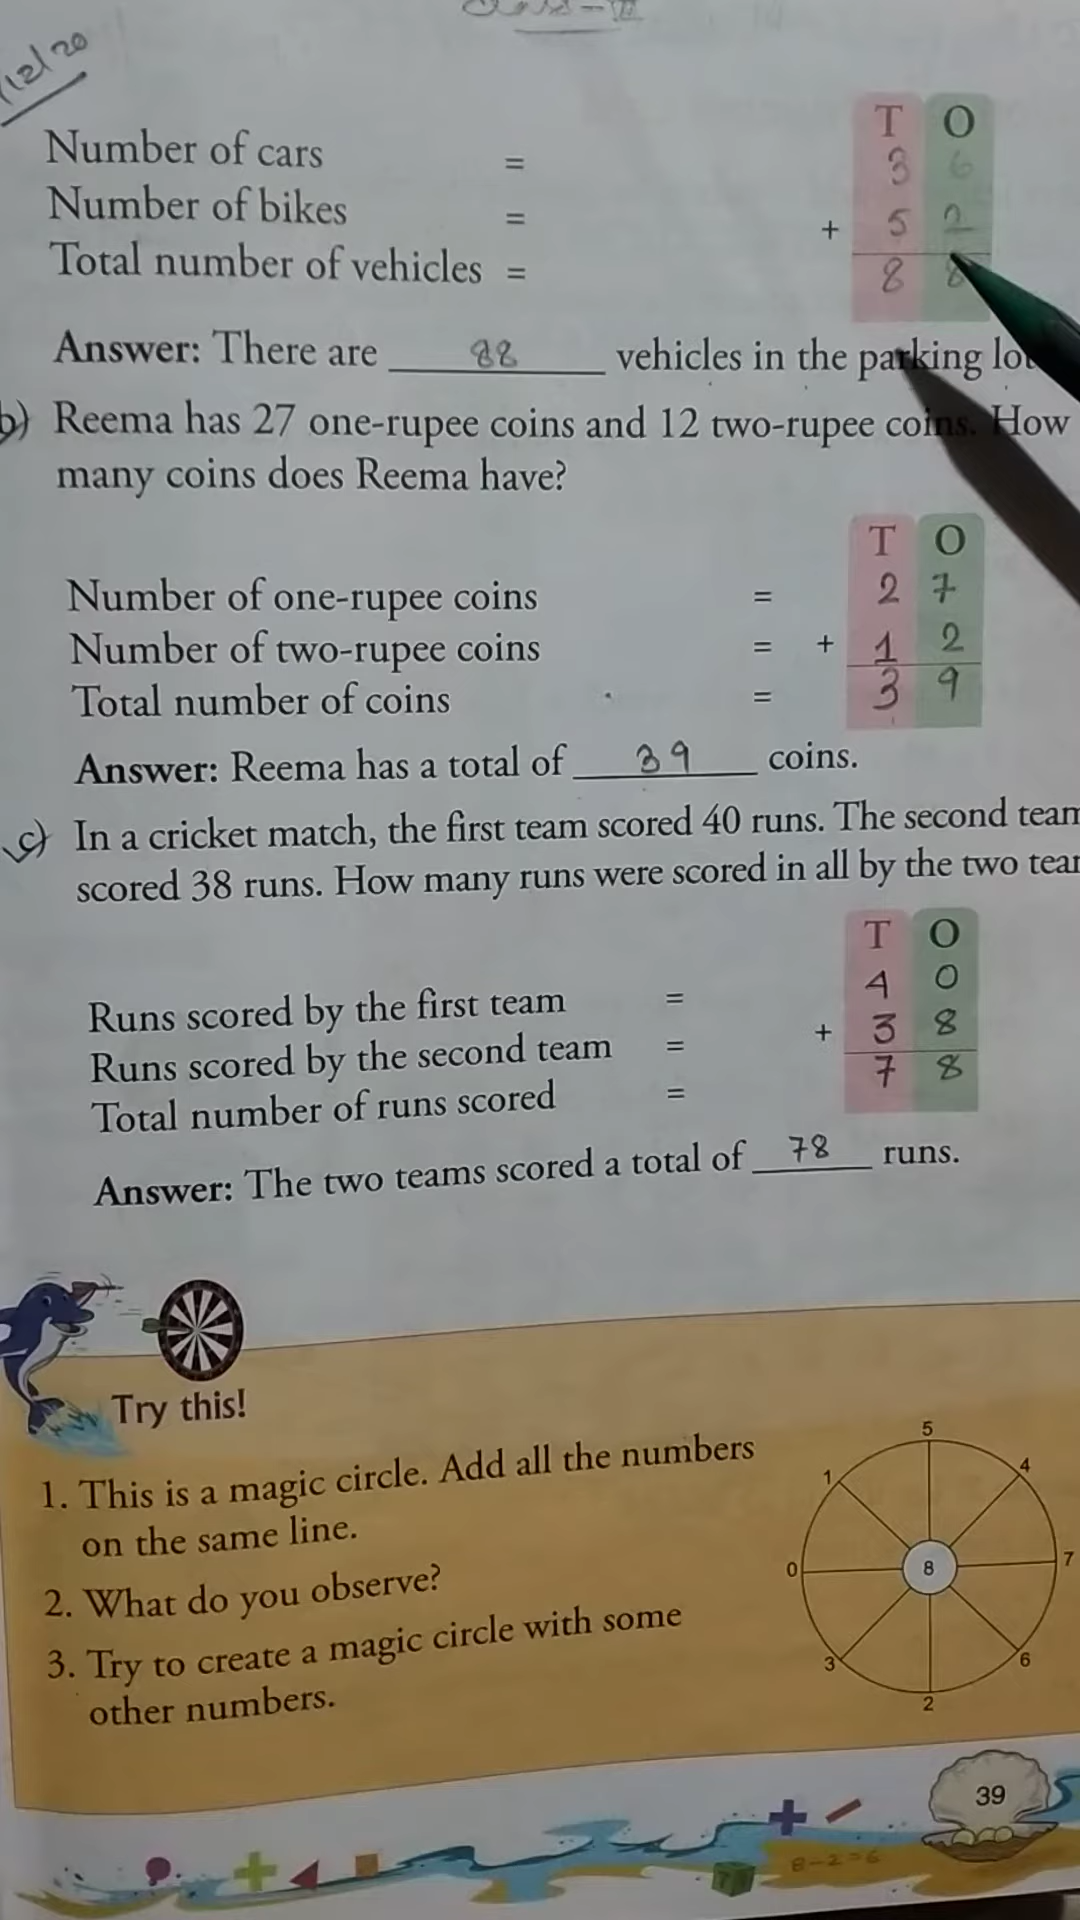 12/20
T O
Number of cars = 3 6
Number of bikes = + 5 2
Total number of vehicles = 8 8
Answer: There are 88 vehicles in the parking lot
b) Reema has 27 one-rupee coins and 12 two-rupee coins. How
many coins does Reema have?
T O
Number of one-rupee coins = 2 7
Number of two-rupee coins = + 1 2
Total number of coins = 3 9
Answer: Reema has a total of 39 coins.
c) In a cricket match, the first team scored 40 runs. The second team
scored 38 runs. How many runs were scored in all by the two
T O
Runs scored by the first team = 4 0
Runs scored by the second team = + 3 8
Total number of runs scored = 7 8
Answer: The two teams scored a total of 78 runs.
Try this!
1. This is a magic circle. Add all the numbers
on the same line.
2. What do you observe?
3. Try to create a magic circle with some
other numbers.
5
1 4
0 8 7
3 6
2
39
8-2=6